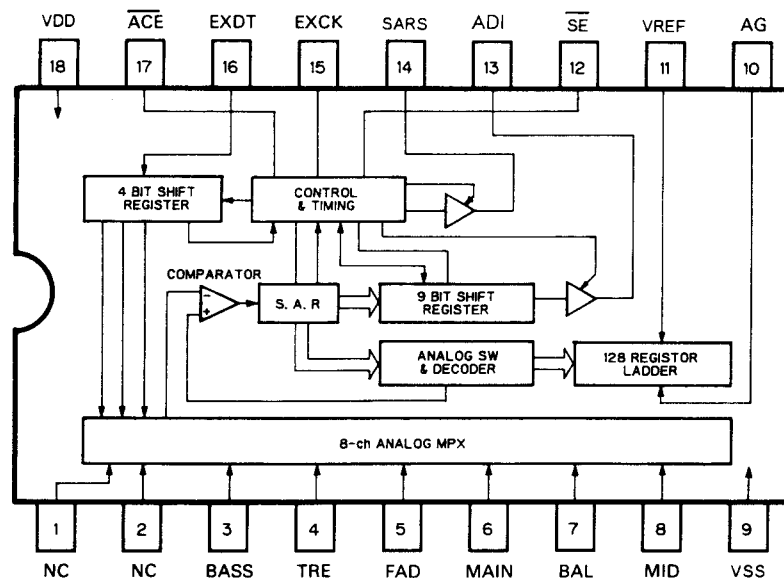 VDD ACE EXDT EXCK SARS ADI SE VREF AG
18 17 16 15 14 13 12 11 10
4 BIT SHIFT
REGISTER
CONTROL
& TIMING
COMPARATOR
-
+
S. A. R
9 BIT SHIFT
REGISTER
ANALOG SW
& DECODER
128 REGISTOR
LADDER
8-ch ANALOG MPX
1 2 3 4 5 6 7 8 9
NC NC BASS TRE FAD MAIN BAL MID VSS